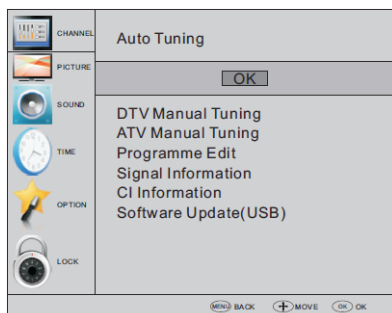 CHANNEL
PICTURE
SOUND
TIME
OPTION
LOCK
Auto Tuning
OK
DTV Manual Tuning
ATV Manual Tuning
Programme Edit
Signal Information
CI Information
Software Update(USB)
MENU BACK MOVE OK OK